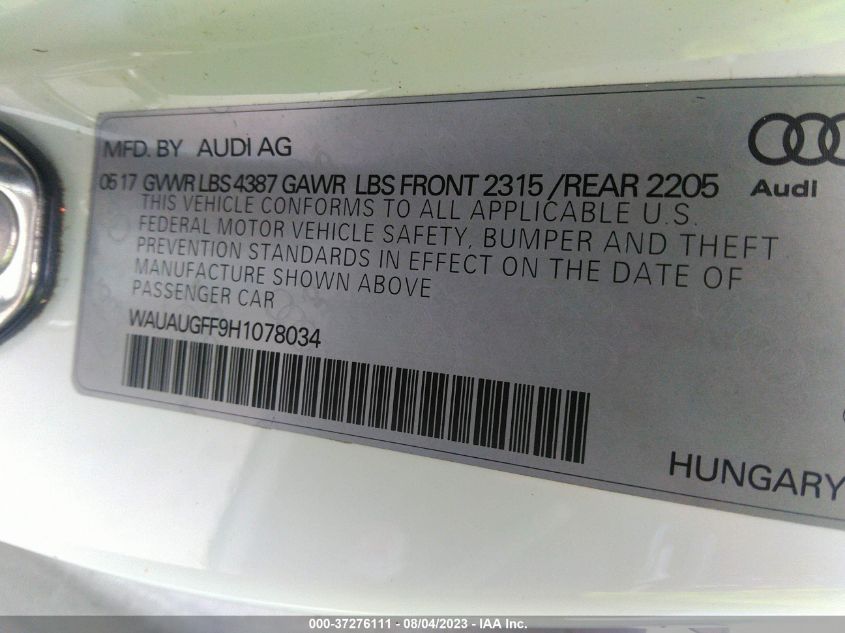 MFD. BY AUDI AG
05 17 GVWR LBS 4387 GAWR LBS FRONT 2315 /REAR 2205
THIS VEHICLE CONFORMS TO ALL APPLICABLE U.S.
FEDERAL MOTOR VEHICLE SAFETY, BUMPER AND THEFT
PREVENTION STANDARDS IN EFFECT ON THE DATE OF
MANUFACTURE SHOWN ABOVE
PASSENGER CAR
WAUAUGFF9H1078034
Audi
HUNGARY
000-37276111 - 08/04/2023 - IAA Inc.